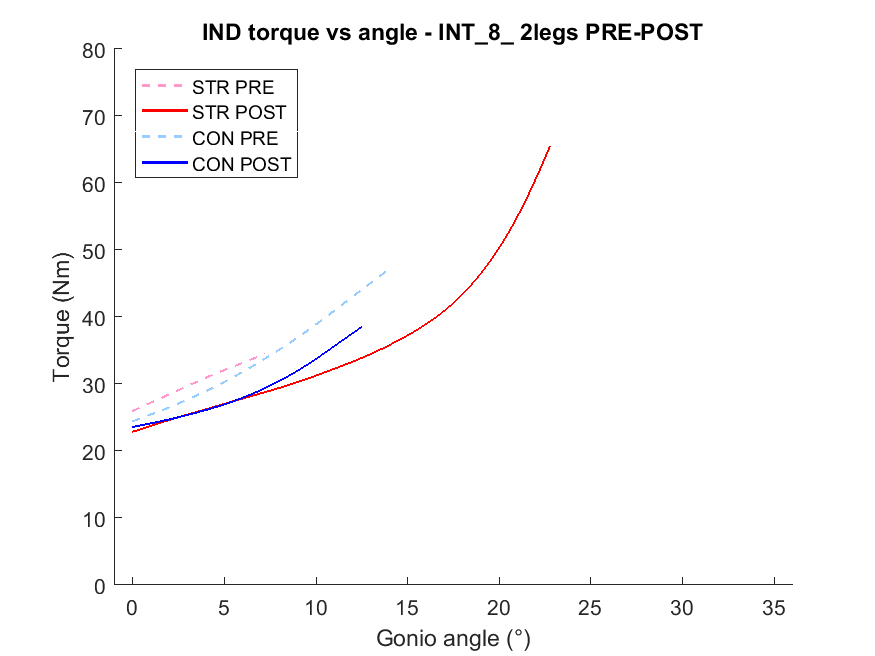 IND torque vs angle - INT_8_ 2legs PRE-POST
80
70
60
50
40
30
20
10
0
Torque (Nm)
STR PRE
STR POST
CON PRE
CON POST
0 5 10 15 20 25 30 35
Gonio angle (°)